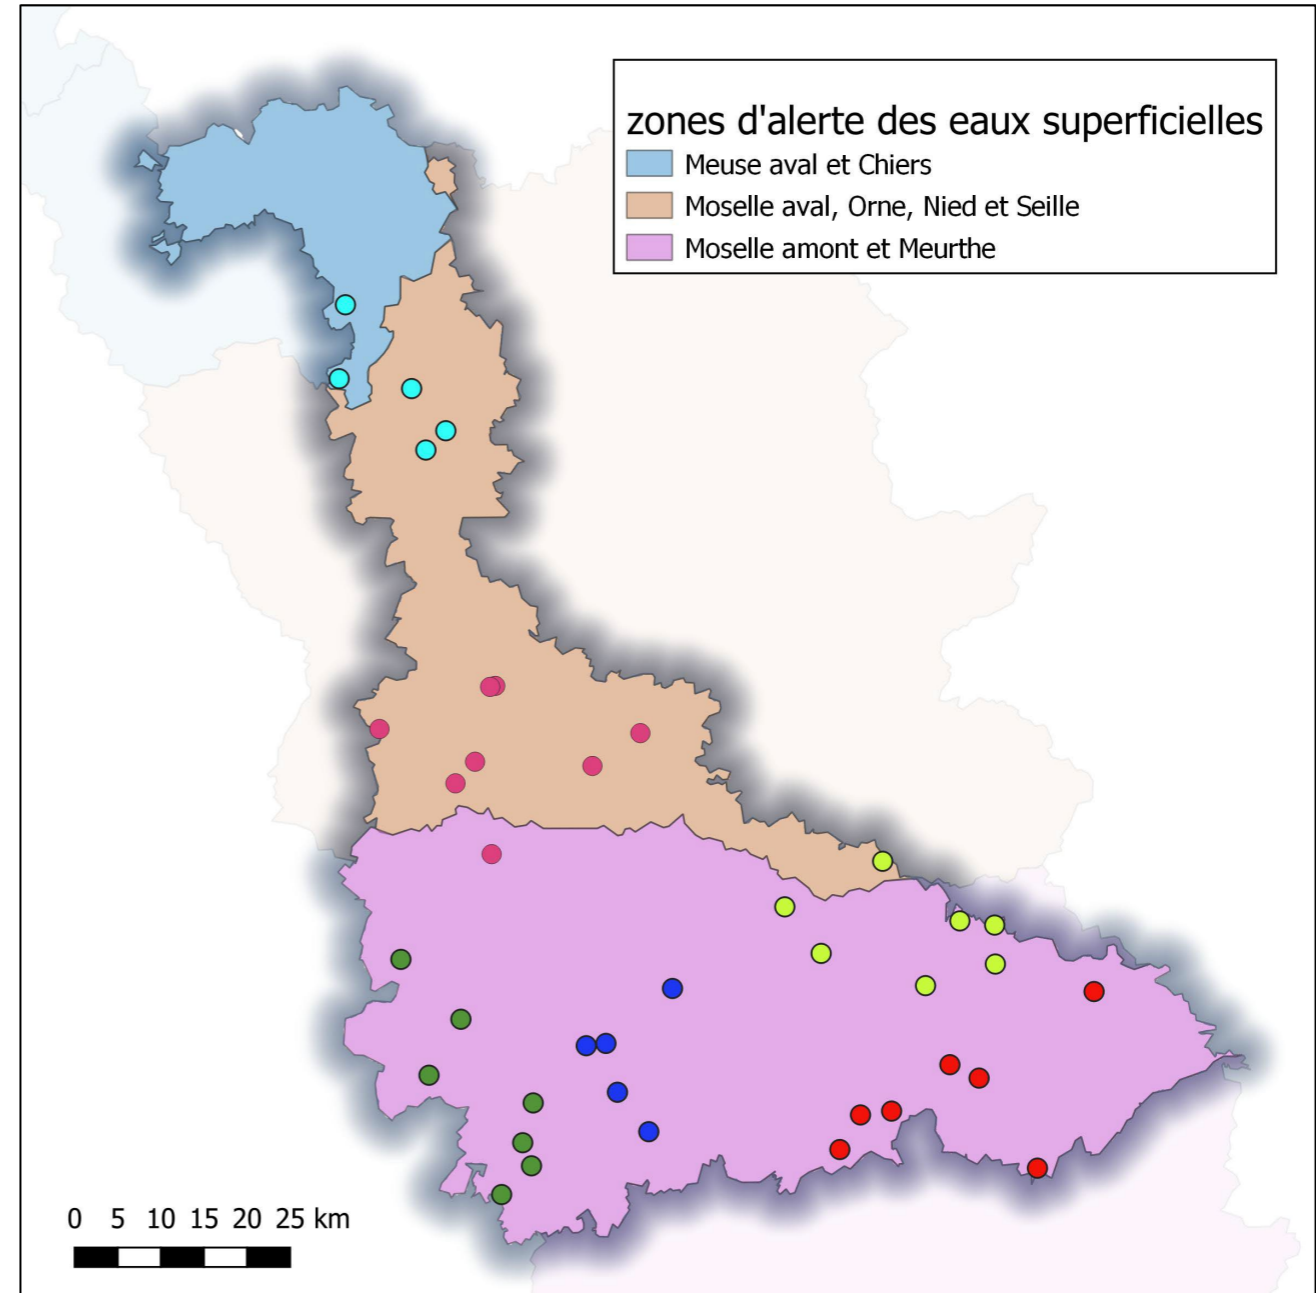 zones d'alerte des eaux superficielles
Meuse aval et Chiers
Moselle aval, Orne, Nied et Seille
Moselle amont et Meurthe
0 5 10 15 20 25 km